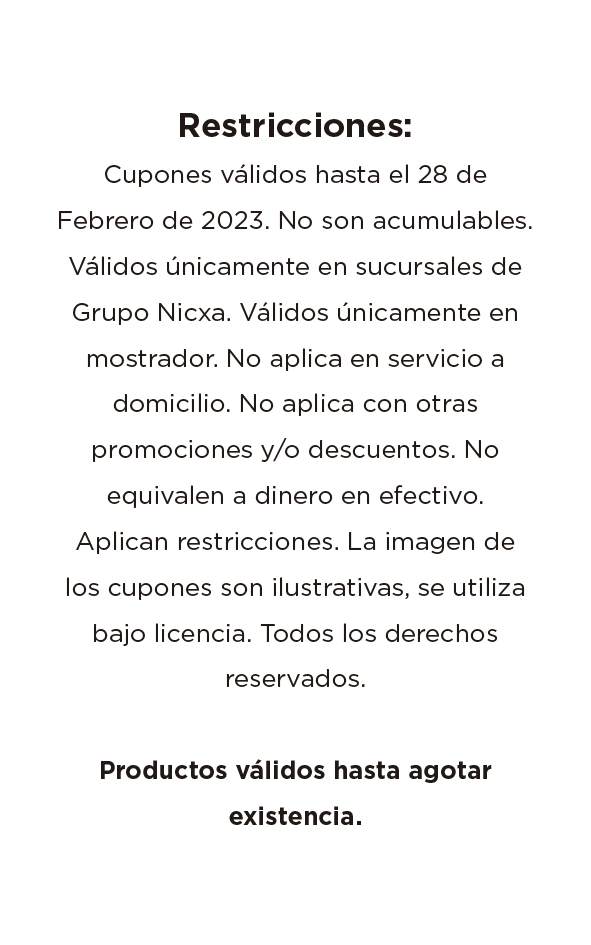 Restricciones:
Cupones válidos hasta el 28 de
Febrero de 2023. No son acumulables.
Válidos únicamente en sucursales de
Grupo Nicxa. Válidos únicamente en
mostrador. No aplica en servicio a
domicilio. No aplica con otras
promociones y/o descuentos. No
equivalen a dinero en efectivo.
Aplican restricciones. La imagen de
los cupones son ilustrativas, se utiliza
bajo licencia. Todos los derechos
reservados.
Productos válidos hasta agotar
existencia.